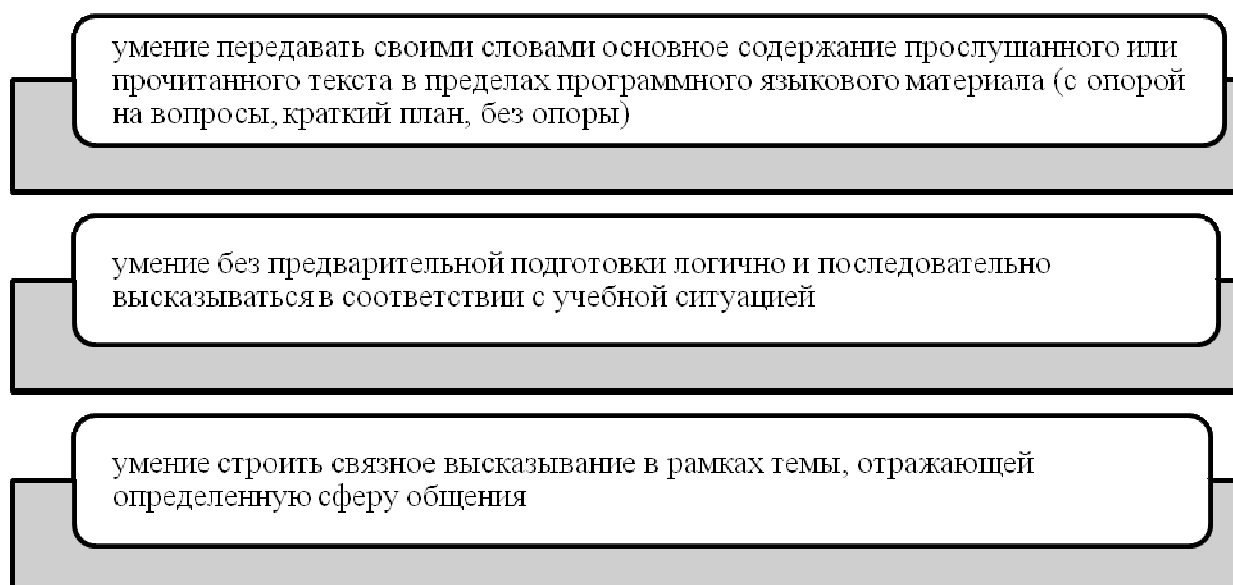 умение передавать своими словами основное содержание прослушанного или
прочитанного текста в пределах программного языкового материала (с опорой
на вопросы, краткий план, без опоры)
умение без предварительной подготовки логично и последовательно
высказываться в соответствии с учебной ситуацией
умение строить связное высказывание в рамках темы, отражающей
определенную сферу общения